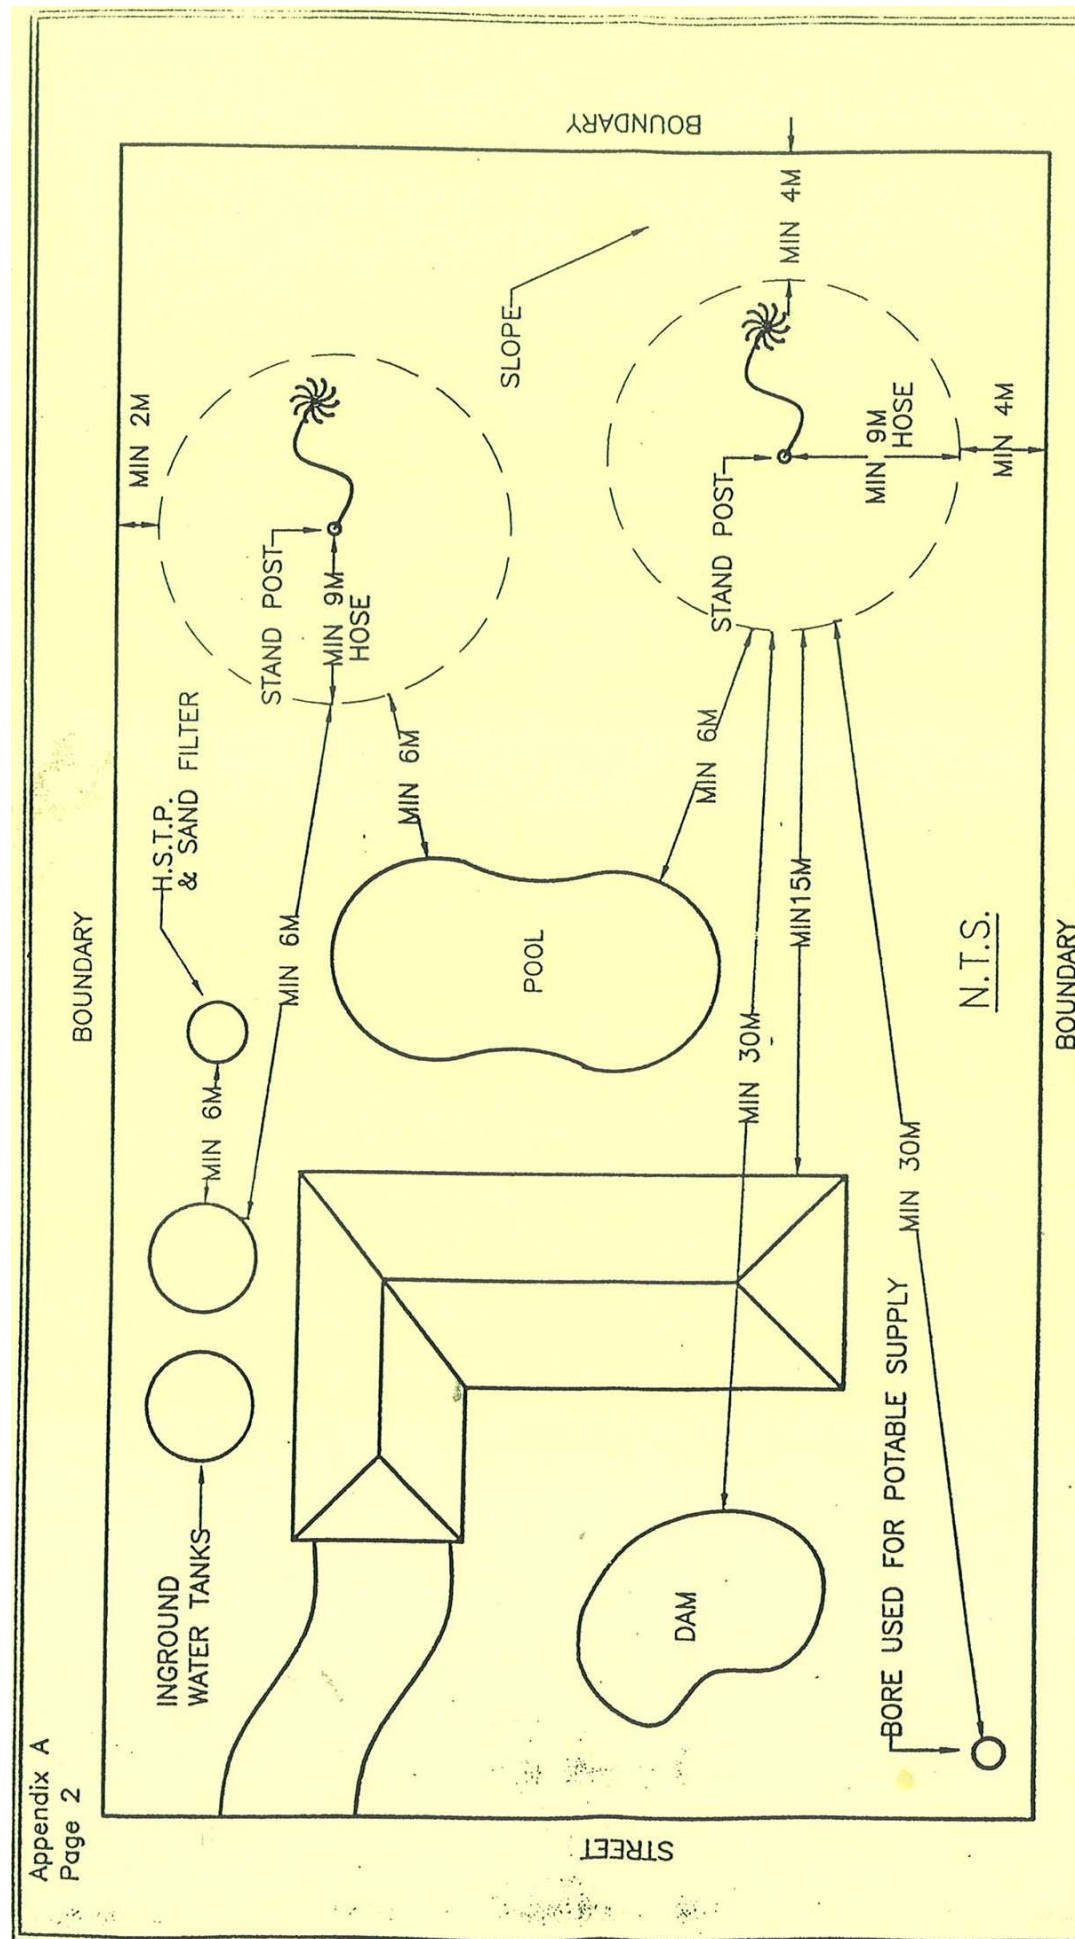 Appendix A
Page 2
BOUNDARY
BOUNDARY
BOUNDARY
STREET
INGROUND
WATER TANKS
MIN 6M
H.S.T.P.
& SAND FILTER
MIN 6M
MIN 2M
STAND POST
MIN 9M
HOSE
MIN 6M
POOL
SLOPE
MIN 6M
STAND POST
MIN 9M
HOSE
MIN 4M
MIN 4M
MIN 30M
MIN15M
DAM
BORE USED FOR POTABLE SUPPLY
MIN 30M
N.T.S.